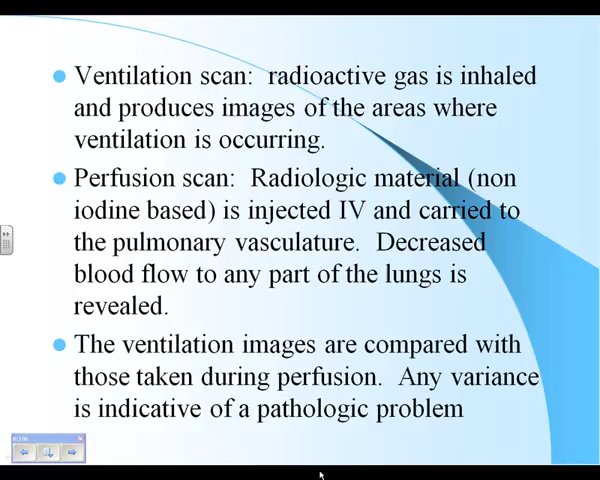 Ventilation scan:  radioactive gas is inhaled
and produces images of the areas where
ventilation is occurring.
Perfusion scan:  Radiologic material (non
iodine based) is injected IV and carried to
the pulmonary vasculature.  Decreased
blood flow to any part of the lungs is
revealed.
The ventilation images are compared with
those taken during perfusion.  Any variance
is indicative of a pathologic problem